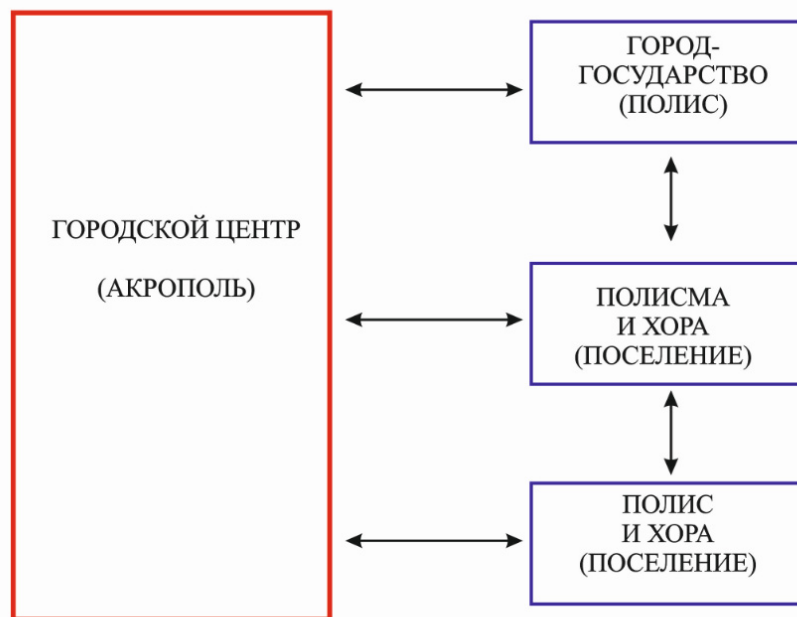 ГОРОДСКОЙ ЦЕНТР
(АКРОПОЛЬ)
ГОРОД-
ГОСУДАРСТВО
(ПОЛИС)
ПОЛИСМА
И ХОРА
(ПОСЕЛЕНИЕ)
ПОЛИС
И ХОРА
(ПОСЕЛЕНИЕ)